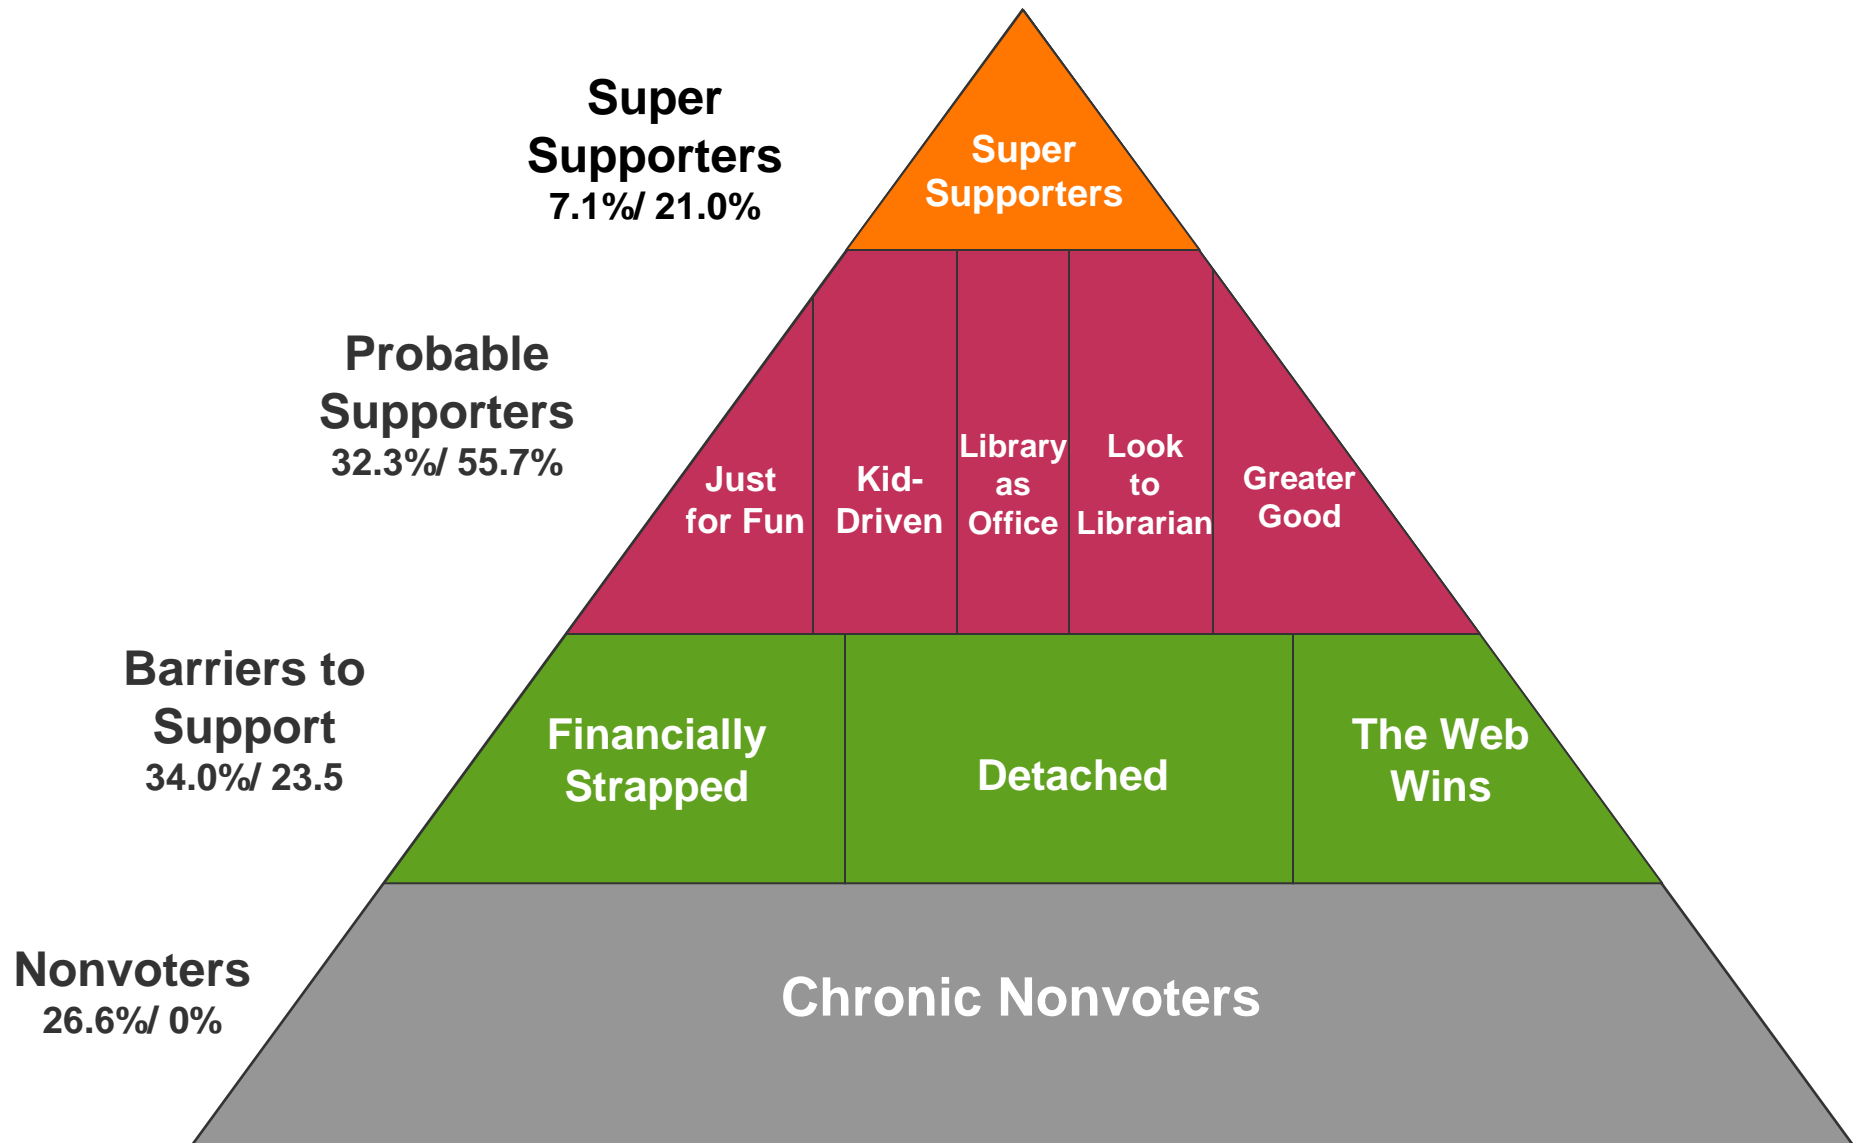 Super
Supporters
7.1%/ 21.0%
Super
Supporters
Probable
Supporters
32.3%/ 55.7%
Just
for Fun
Kid-
Driven
Library
as
Office
Look
to
Librarian
Greater
Good
Barriers to
Support
34.0%/ 23.5
Financially
Strapped
Detached
The Web
Wins
Nonvoters
26.6%/ 0%
Chronic Nonvoters